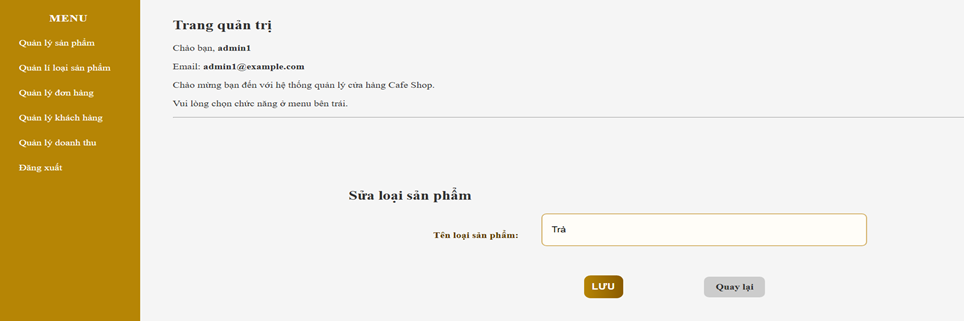 MENU
Quản lý sản phẩm
Quản lí loại sản phẩm
Quản lý đơn hàng
Quản lý khách hàng
Quản lý doanh thu
Đăng xuất
Trang quản trị
Chào bạn, admin1
Email: admin1@example.com
Chào mừng bạn đến với hệ thống quản lý cửa hàng Cafe Shop.
Vui lòng chọn chức năng ở menu bên trái.
Sửa loại sản phẩm
Tên loại sản phẩm:
Trà
LƯU
Quay lại